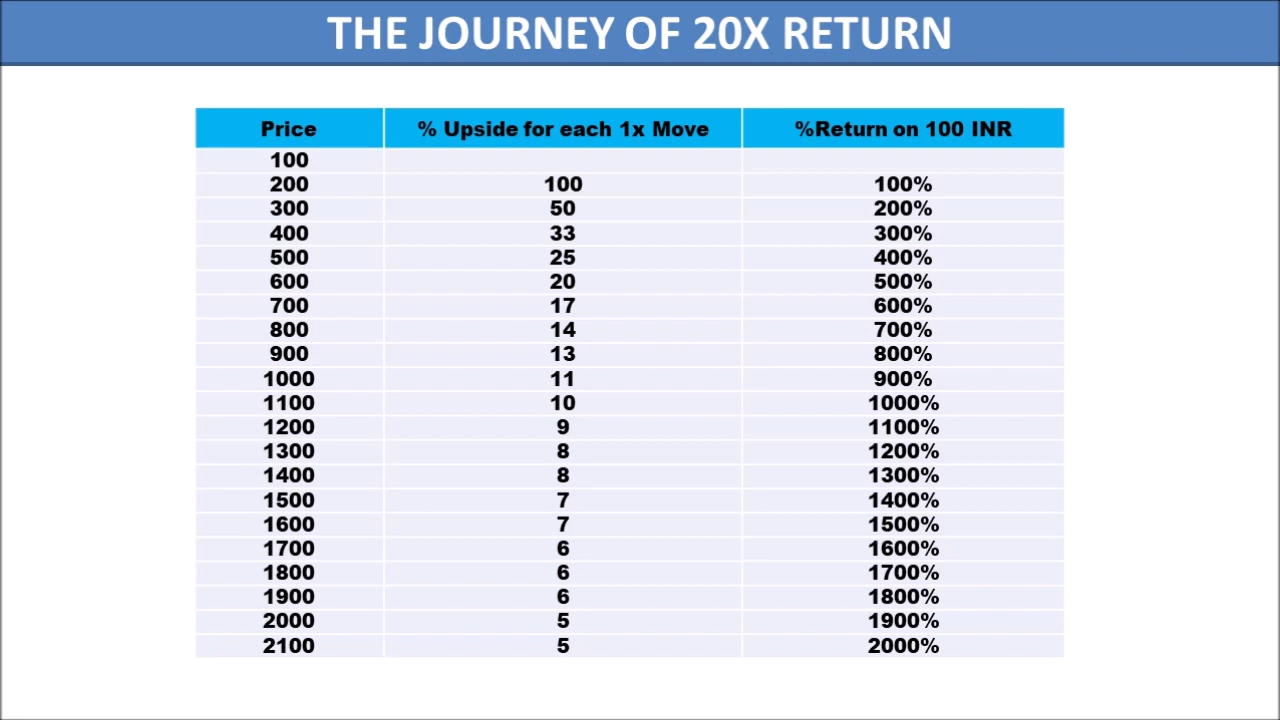 THE JOURNEY OF 20X RETURN
Price % Upside for each 1x Move %Return on 100 INR
100
200 100 100%
300 50 200%
400 33 300%
500 25 400%
600 20 500%
700 17 600%
800 14 700%
900 13 800%
1000 11 900%
1100 10 1000%
1200 9 1100%
1300 8 1200%
1400 8 1300%
1500 7 1400%
1600 7 1500%
1700 6 1600%
1800 6 1700%
1900 6 1800%
2000 5 1900%
2100 5 2000%